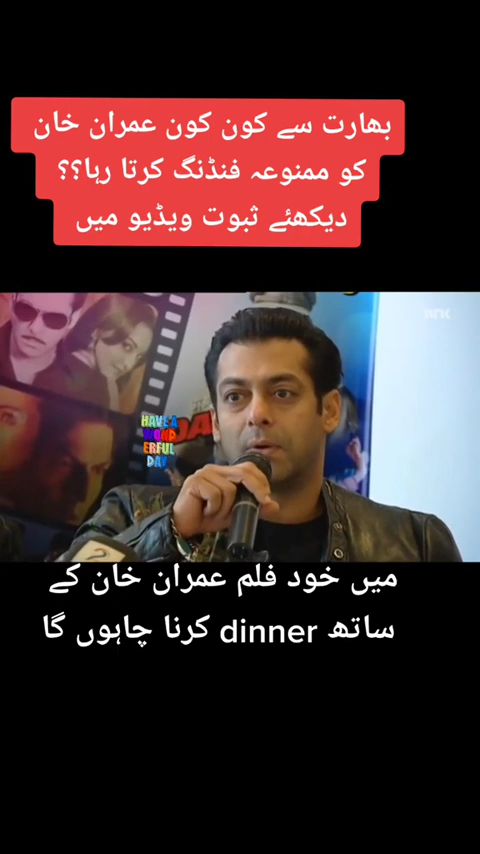 بھارت سے کون کون عمران خان
کو ممنوعہ فنڈنگ کرتا رہا؟؟
دیکھئے ثبوت ویڈیو میں
nrk
HAVE A
WOND
ERFUL
DAY
میں خود فلم عمران خان کے
ساتھ dinner کرنا چاہوں گا